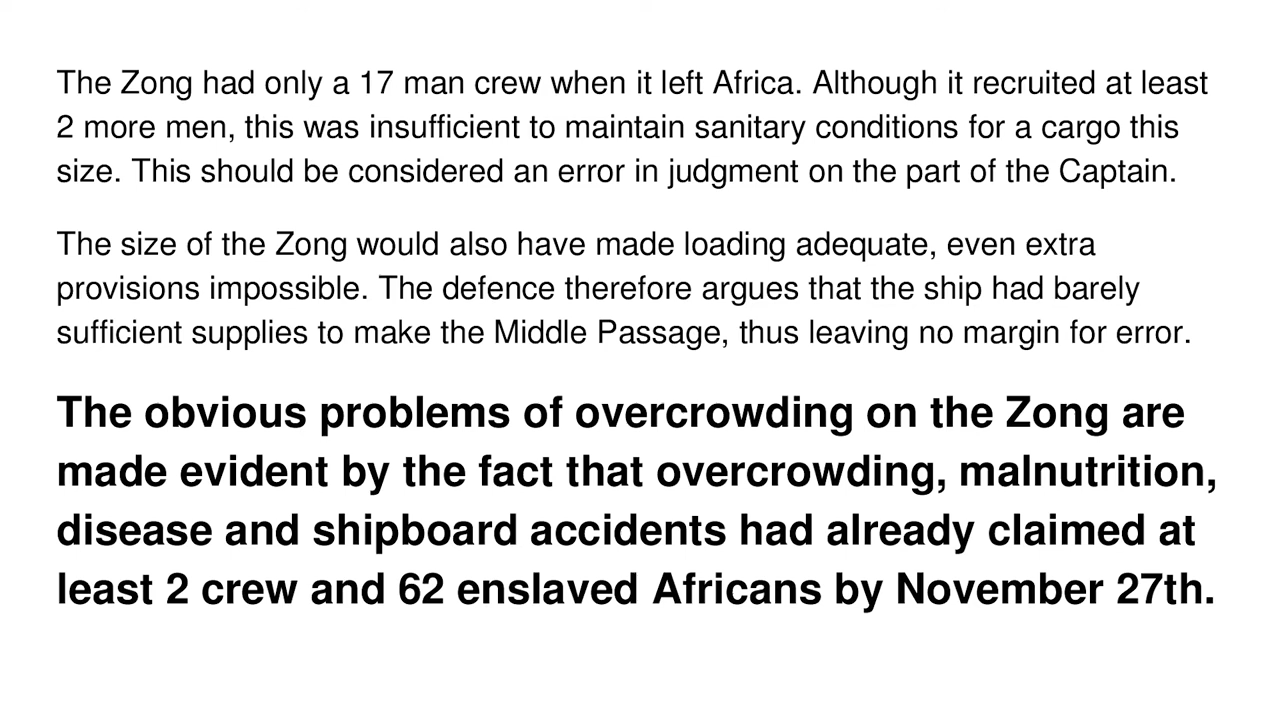 The Zong had only a 17 man crew when it left Africa. Although it recruited at least
2 more men, this was insufficient to maintain sanitary conditions for a cargo this
size. This should be considered an error in judgment on the part of the Captain.
The size of the Zong would also have made loading adequate, even extra
provisions impossible. The defence therefore argues that the ship had barely
sufficient supplies to make the Middle Passage, thus leaving no margin for error.
The obvious problems of overcrowding on the Zong are
made evident by the fact that overcrowding, malnutrition,
disease and shipboard accidents had already claimed at
least 2 crew and 62 enslaved Africans by November 27th.